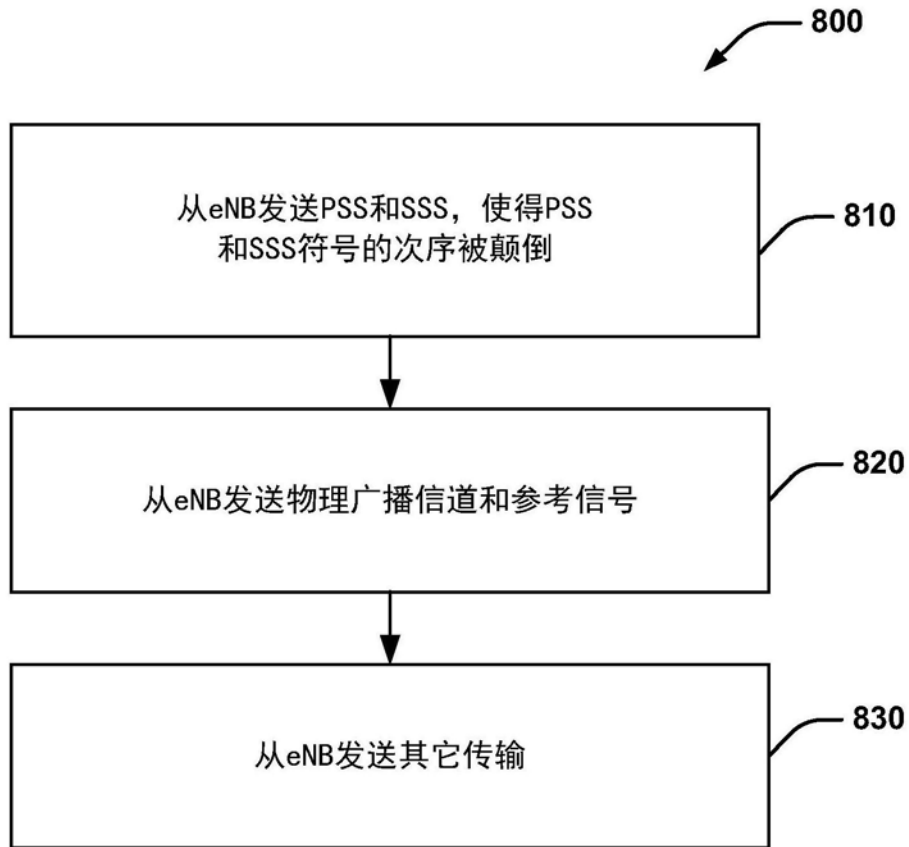 800
从eNB发送PSS和SSS，使得PSS
和SSS符号的次序被颠倒
810
从eNB发送物理广播信道和参考信号
820
从eNB发送其它传输
830